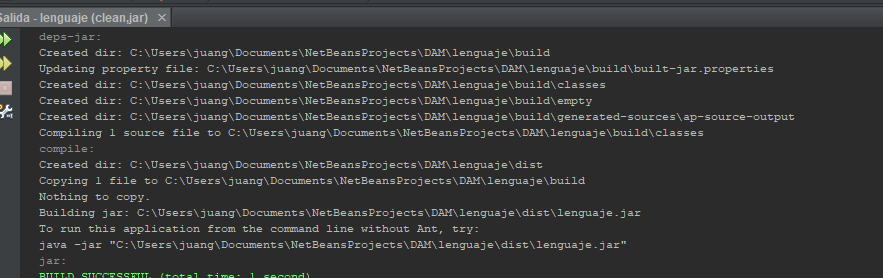 Salida - lenguaje (clean,jar) ×
deps-jar:
Created dir: C:\Users\juang\Documents\NetBeansProjects\DAM\lenguaje\build
Updating property file: C:\Users\juang\Documents\NetBeansProjects\DAM\lenguaje\build\built-jar.properties
Created dir: C:\Users\juang\Documents\NetBeansProjects\DAM\lenguaje\build\classes
Created dir: C:\Users\juang\Documents\NetBeansProjects\DAM\lenguaje\build\empty
Created dir: C:\Users\juang\Documents\NetBeansProjects\DAM\lenguaje\build\generated-sources\ap-source-output
Compiling 1 source file to C:\Users\juang\Documents\NetBeansProjects\DAM\lenguaje\build\classes
compile:
Created dir: C:\Users\juang\Documents\NetBeansProjects\DAM\lenguaje\dist
Copying 1 file to C:\Users\juang\Documents\NetBeansProjects\DAM\lenguaje\build
Nothing to copy.
Building jar: C:\Users\juang\Documents\NetBeansProjects\DAM\lenguaje\dist\lenguaje.jar
To run this application from the command line without Ant, try:
java -jar "C:\Users\juang\Documents\NetBeansProjects\DAM\lenguaje\dist\lenguaje.jar"
jar:
BUILD SUCCESSFUL (total time: 1 second)